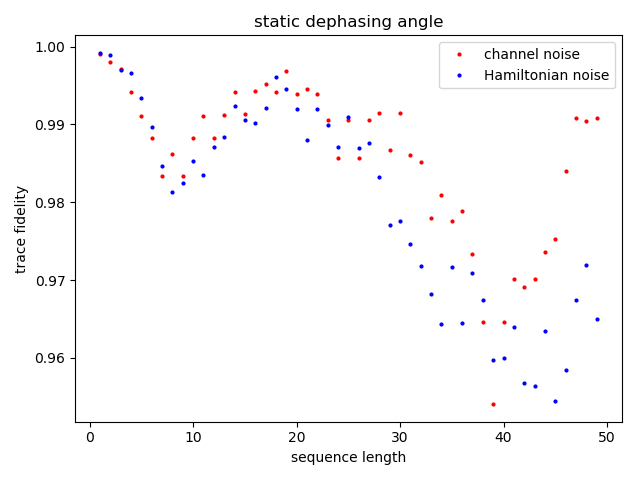 static dephasing angle
channel noise
Hamiltonian noise
trace fidelity
1.00
0.99
0.98
0.97
0.96
0 10 20 30 40 50
sequence length